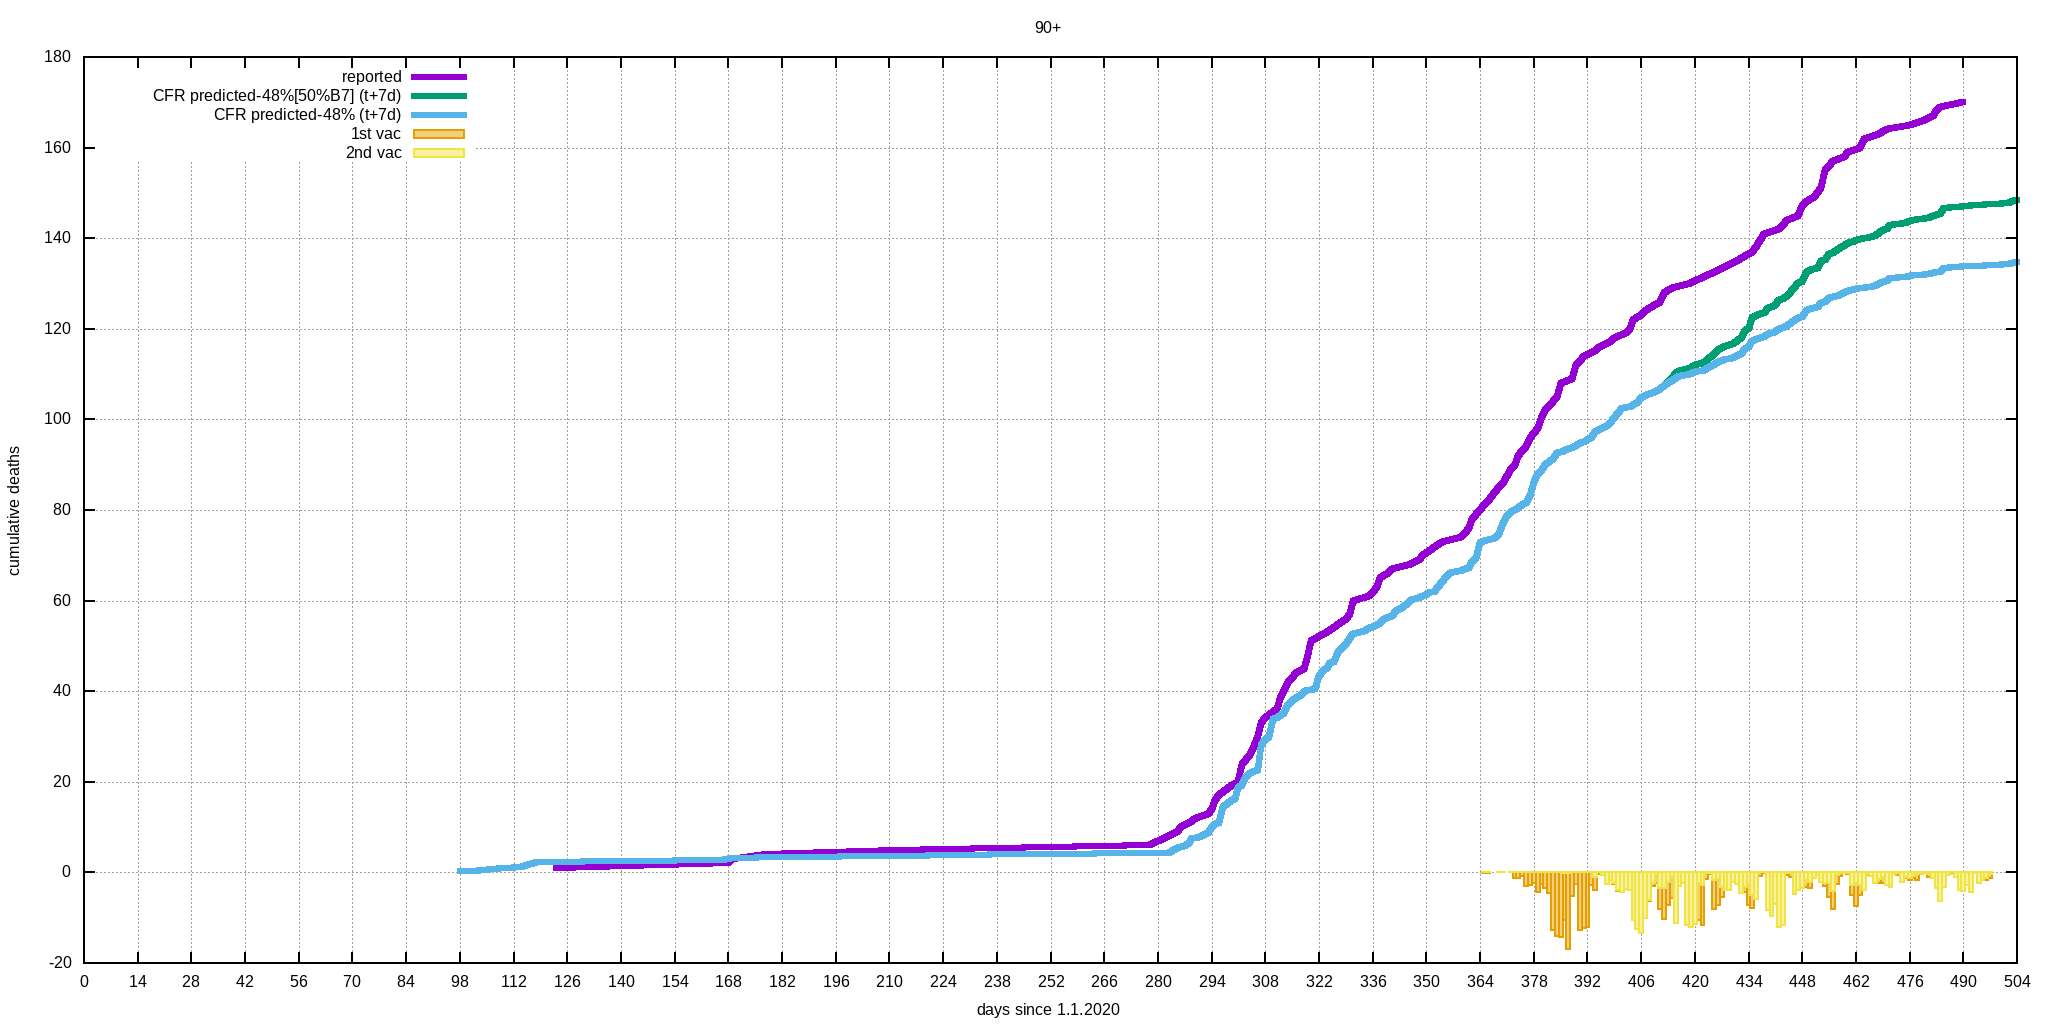 90+
180
160
140
120
100
80
60
40
20
0
-20
reported
CFR predicted-48%[50%B7] (t+7d)
CFR predicted-48% (t+7d)
1st vac
2nd vac
cumulative deaths
0 14 28 42 56 70 84 98 112 126 140 154 168 182 196 210 224 238 252 266 280 294 308 322 336 350 364 378 392 406 420 434 448 462 476 490 504
days since 1.1.2020